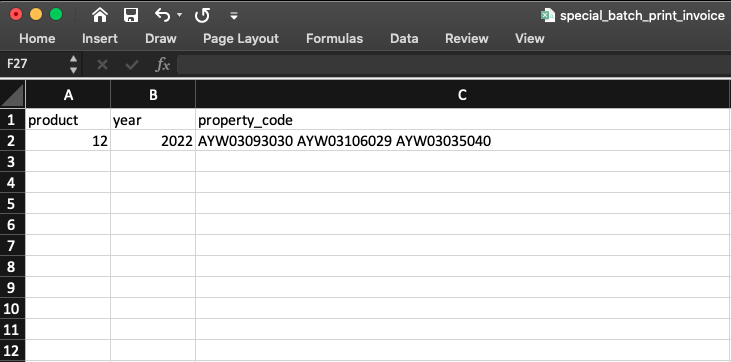 special_batch_print_invoice
Home Insert Draw Page Layout Formulas Data Review View
F27 fx
A B C
1 product year property_code
2 12 2022 AYW03093030 AYW03106029 AYW03035040
3
4
5
6
7
8
9
10
11
12